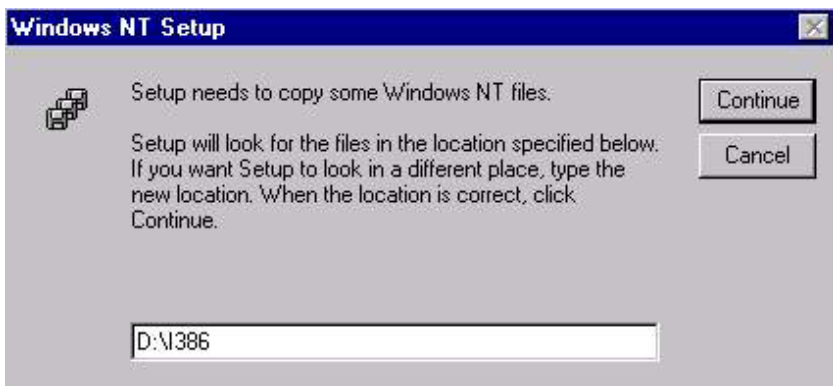 Windows NT Setup
Setup needs to copy some Windows NT files.
Continue
Setup will look for the files in the location specified below.
If you want Setup to look in a different place, type the
new location. When the location is correct, click
Continue.
Cancel
D:\I386